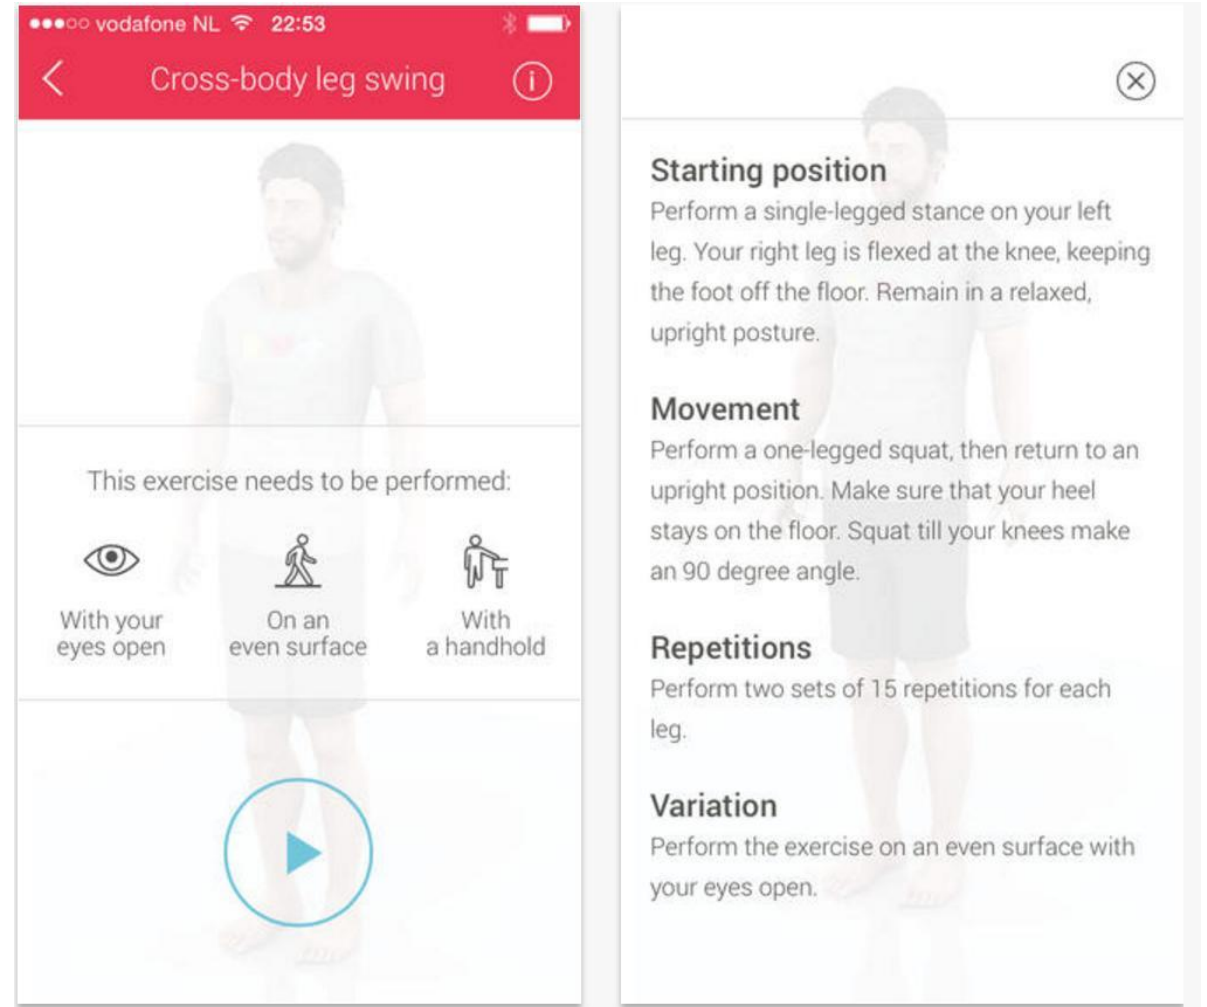 vodafone NL 22:53
Cross-body leg swing
This exercise needs to be performed:
With your
eyes open
On an
even surface
With
a handhold
Starting position
Perform a single-legged stance on your left
leg. Your right leg is flexed at the knee, keeping
the foot off the floor. Remain in a relaxed,
upright posture.
Movement
Perform a one-legged squat, then return to an
upright position. Make sure that your heel
stays on the floor. Squat till your knees make
an 90 degree angle.
Repetitions
Perform two sets of 15 repetitions for each
leg.
Variation
Perform the exercise on an even surface with
your eyes open.